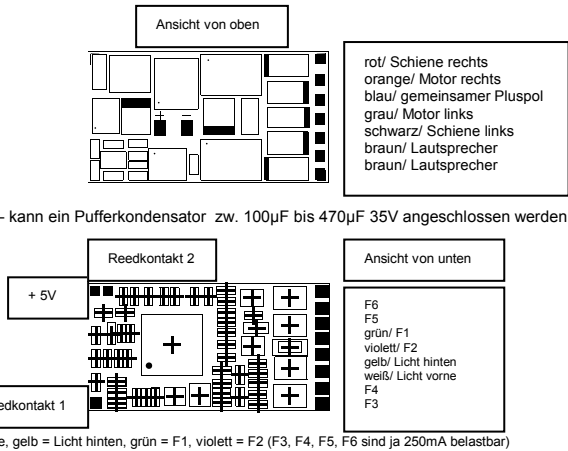 Ansicht von oben
rot/ Schiene rechts
orange/ Motor rechts
blau/ gemeinsamer Pluspol
grau/ Motor links
schwarz/ Schiene links
braun/ Lautsprecher
braun/ Lautsprecher
- kann ein Pufferkondensator zw. 100µF bis 470µF 35V angeschlossen werden
Reedkontakt 2
Ansicht von unten
+ 5V
F6
F5
grün/ F1
violett/ F2
gelb/ Licht hinten
weiß/ Licht vorne
F4
F3
edkontakt 1
e, gelb = Licht hinten, grün = F1, violett = F2 (F3, F4, F5, F6 sind ja 250mA belastbar)